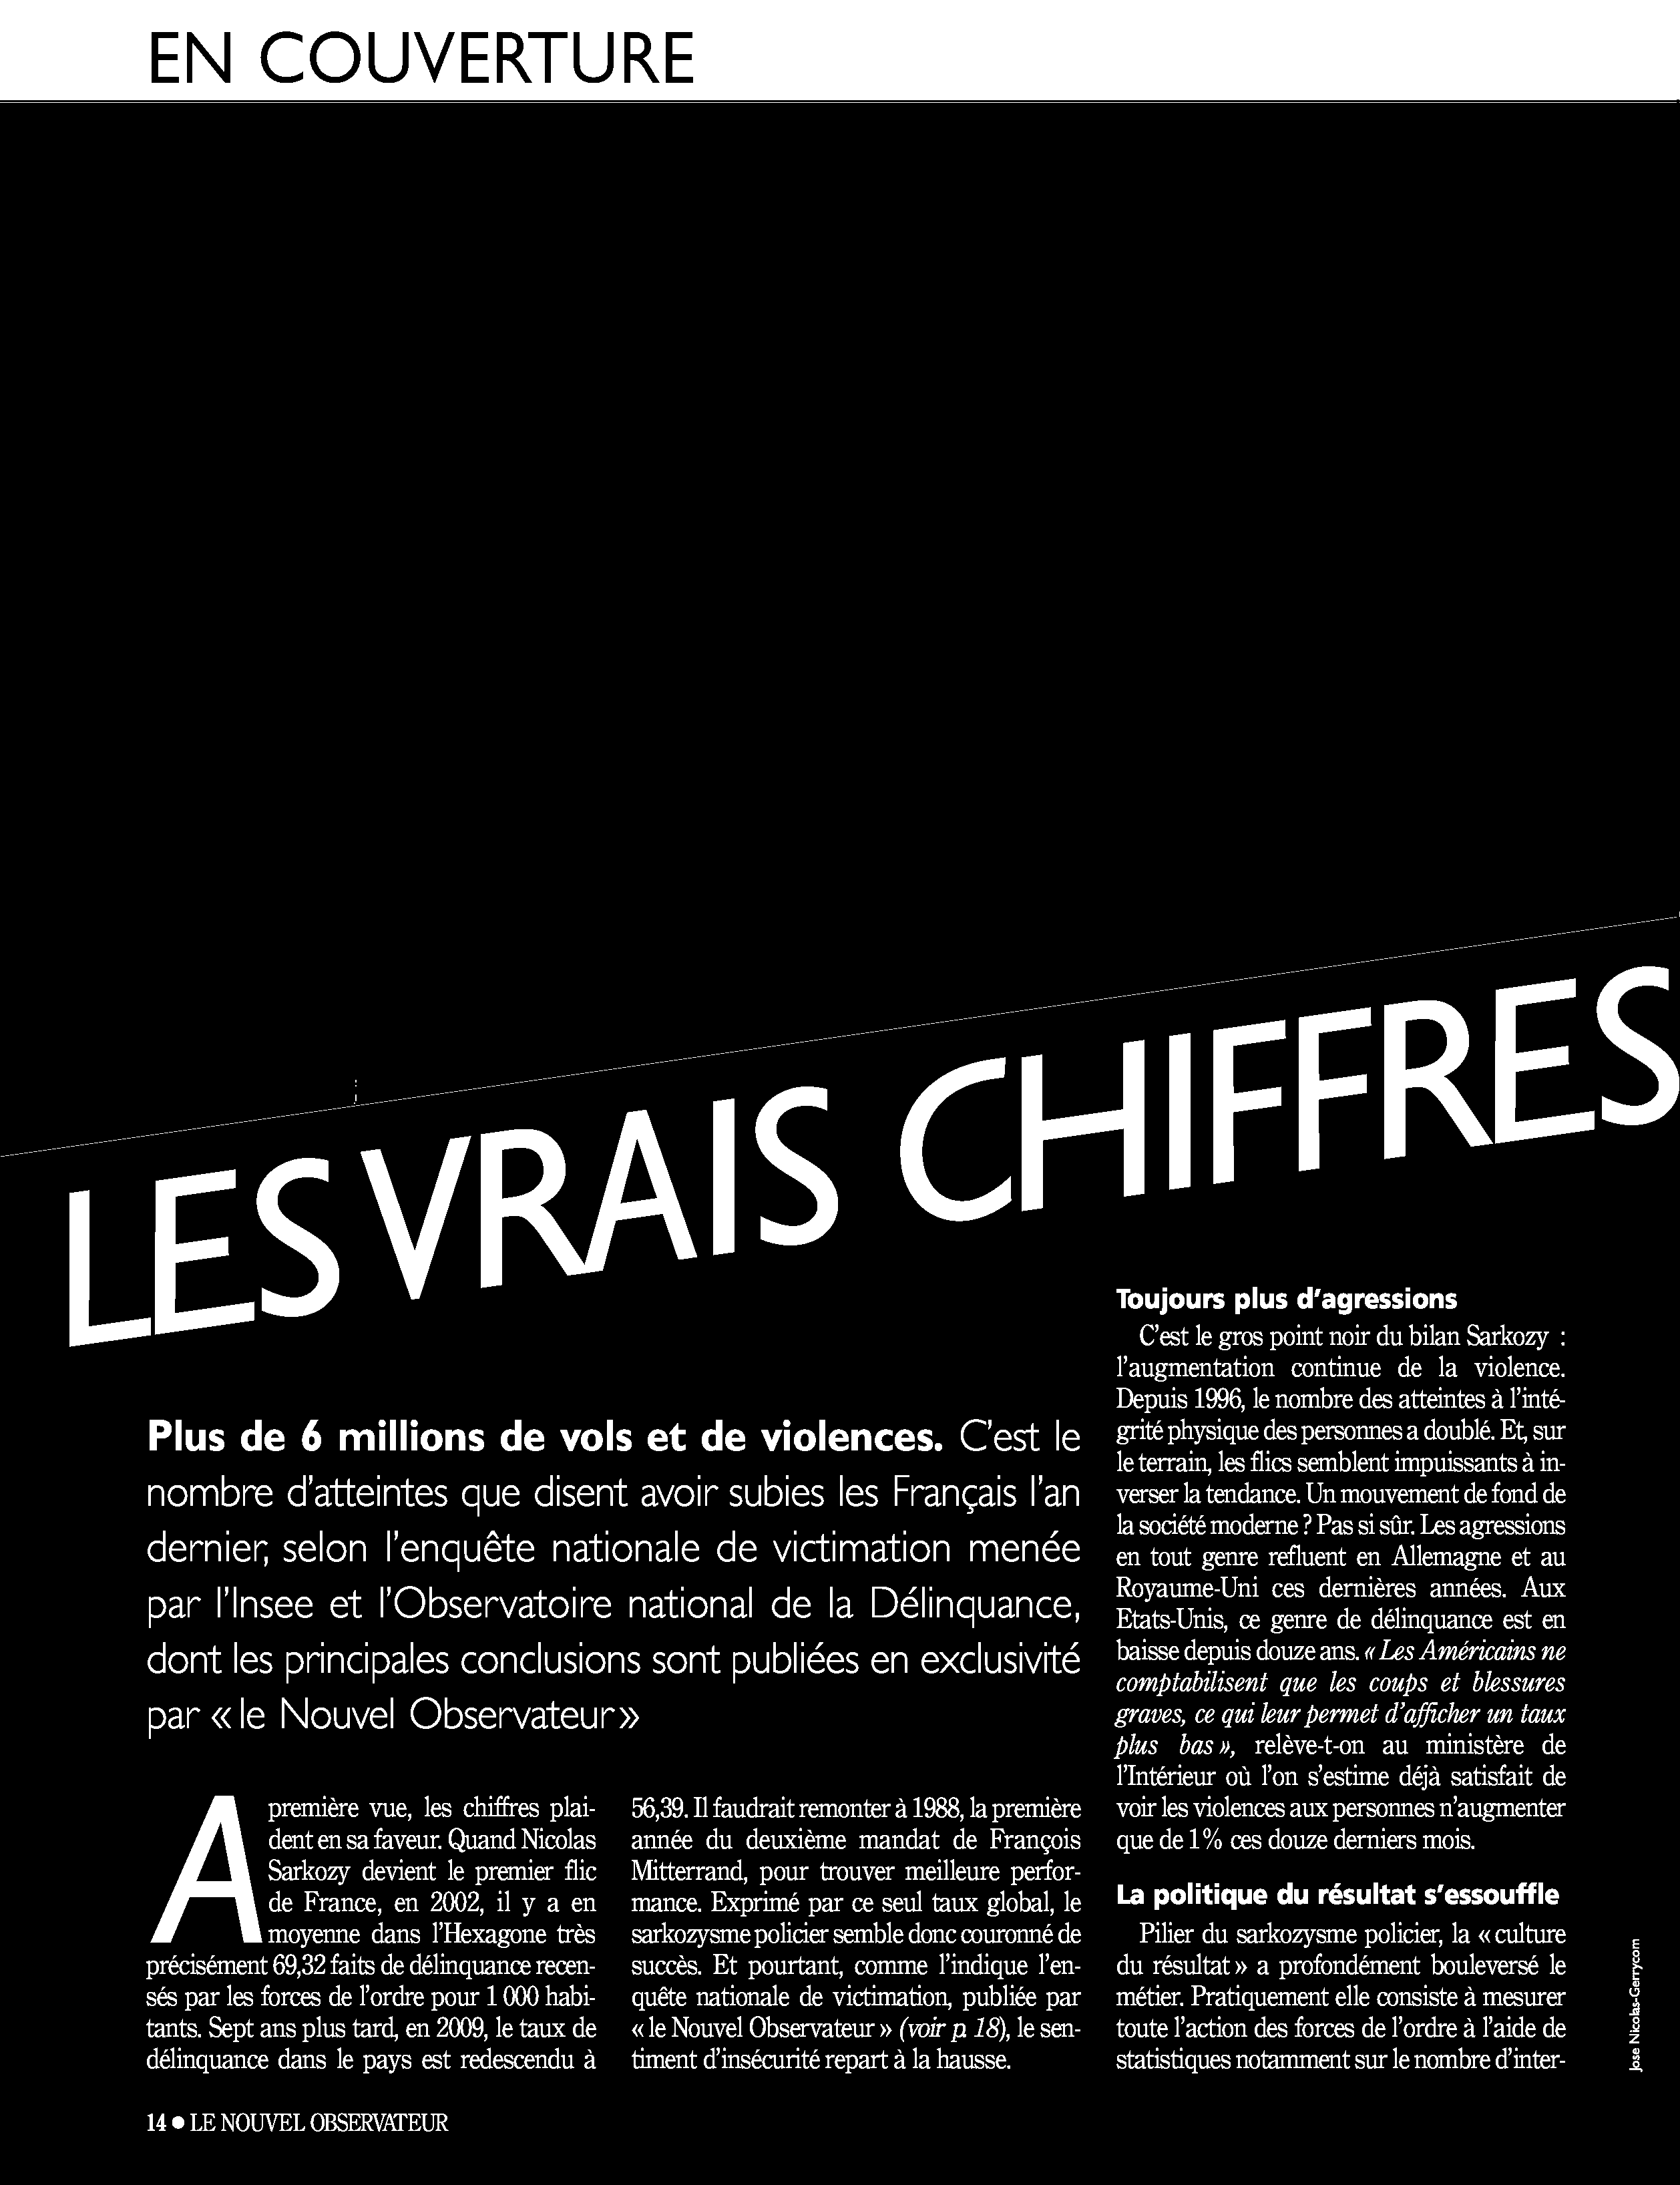 EN COUVERTURE
LES VRAIS CHIFFRES
Plus de 6 millions de vols et de violences. C'est le
nombre d'atteintes que disent avoir subies les Français l'an
dernier, selon l'enquête nationale de victimation menée
par l'Insee et l'Observatoire national de la Délinquance,
dont les principales conclusions sont publiées en exclusivité
par « le Nouvel Observateur »
A première vue, les chiffres plai-
dent en sa faveur. Quand Nicolas
Sarkozy devient le premier flic
de France, en 2002, il y a en
moyenne dans l'Hexagone très
précisément 69,32 faits de délinquance recen-
sés par les forces de l'ordre pour 1 000 habi-
tants. Sept ans plus tard, en 2009, le taux de
délinquance dans le pays est redescendu à
56,39. Il faudrait remonter à 1988, la première
année du deuxième mandat de François
Mitterrand, pour trouver meilleure perfor-
mance. Exprimé par ce seul taux global, le
sarkozysme policier semble donc couronné de
succès. Et pourtant, comme l'indique l'en-
quête nationale de victimation, publiée par
« le Nouvel Observateur » (voir p. 18), le sen-
timent d'insécurité repart à la hausse.
Toujours plus d'agressions
C'est le gros point noir du bilan Sarkozy :
l'augmentation continue de la violence.
Depuis 1996, le nombre des atteintes à l'inté-
grité physique des personnes a doublé. Et, sur
le terrain, les flics semblent impuissants à in-
verser la tendance. Un mouvement de fond de
la société moderne ? Pas si sûr. Les agressions
en tout genre refluent en Allemagne et au
Royaume-Uni ces dernières années. Aux
Etats-Unis, ce genre de délinquance est en
baisse depuis douze ans. « Les Américains ne
comptabilisent que les coups et blessures
graves, ce qui leur permet d'afficher un taux
plus bas », relève-t-on au ministère de
l'Intérieur où l'on s'estime déjà satisfait de
voir les violences aux personnes n'augmenter
que de 1 % ces douze derniers mois.
La politique du résultat s'essouffle
Pilier du sarkozysme policier, la « culture
du résultat » a profondément bouleversé le
métier. Pratiquement elle consiste à mesurer
toute l'action des forces de l'ordre à l'aide de
statistiques notamment sur le nombre d'inter-
Jose Nicolas-Gerrycom
14 ● LE NOUVEL OBSERVATEUR